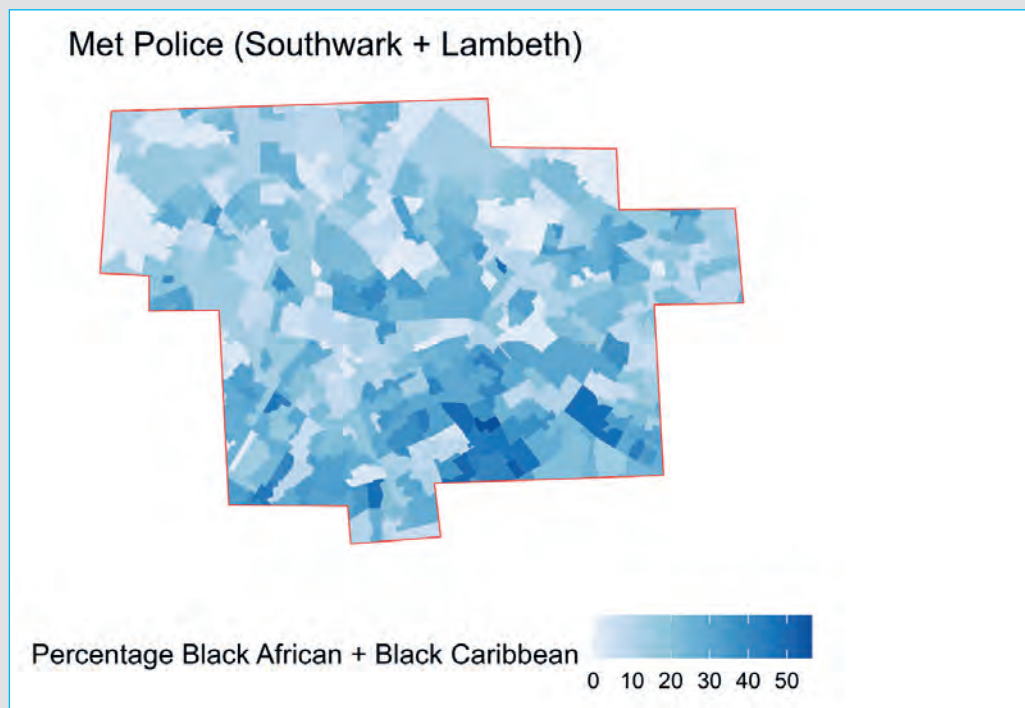 Met Police (Southwark + Lambeth)
Percentage Black African + Black Caribbean
0 10 20 30 40 50